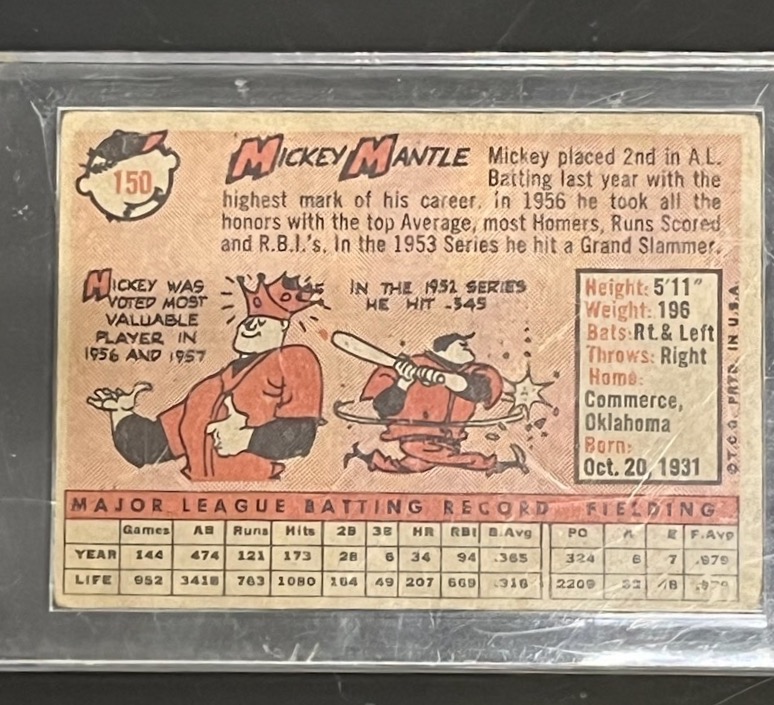 150
MICKEY MANTLE
Mickey placed 2nd in A.L.
Batting last year with the
highest mark of his career. In 1956 he took all the
honors with the top Average, most Homers, Runs Scored
and R.B.I.'s. In the 1953 Series he hit a Grand Slammer.
MICKEY WAS
VOTED MOST
VALUABLE
PLAYER IN
1956 AND 1957
IN THE 1952 SERIES
HE HIT .345
Height: 5'11"
Weight: 196
Bats: Rt. & Left
Throws: Right
Home:
Commerce,
Oklahoma
Born:
Oct. 20, 1931
©T.C.G. PRTD. IN U.S.A.
MAJOR LEAGUE BATTING RECORD FIELDING
Games AB Runs Hits 2B 3B HR RBI B.Avg PO A E F.Avg
YEAR 144 474 121 173 28 6 34 94 .365 324 6 7 .979
LIFE 952 3418 763 1080 164 49 207 669 .316 2209 48 .979